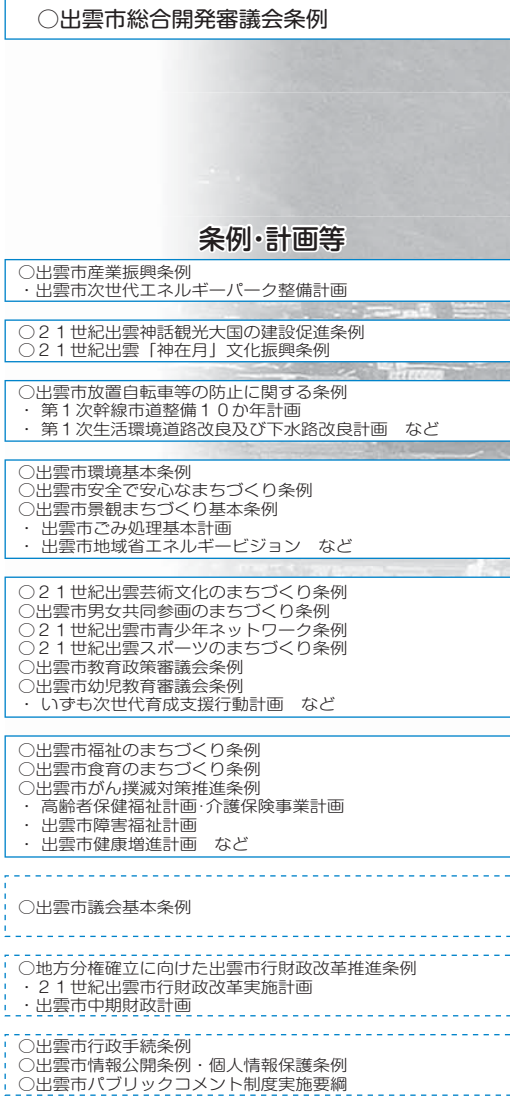 ○出雲市総合開発審議会条例
条例･計画等
○出雲市産業振興条例
・出雲市次世代エネルギーパーク整備計画
○２１世紀出雲神話観光大国の建設促進条例
○２１世紀出雲「神在月」文化振興条例
○出雲市放置自転車等の防止に関する条例
・ 第１次幹線市道整備１０か年計画
・ 第１次生活環境道路改良及び下水路改良計画　など
○出雲市環境基本条例
○出雲市安全で安心なまちづくり条例
○出雲市景観まちづくり基本条例
・ 出雲市ごみ処理基本計画
・ 出雲市地域省エネルギービジョン　など
○２１世紀出雲芸術文化のまちづくり条例
○出雲市男女共同参画のまちづくり条例
○２１世紀出雲市青少年ネットワーク条例
○２１世紀出雲スポーツのまちづくり条例
○出雲市教育政策審議会条例
○出雲市幼児教育審議会条例
・ いずも次世代育成支援行動計画　など
○出雲市福祉のまちづくり条例
○出雲市食育のまちづくり条例
○出雲市がん撲滅対策推進条例
・ 高齢者保健福祉計画･介護保険事業計画
・ 出雲市障害福祉計画
・ 出雲市健康増進計画　など
○出雲市議会基本条例
○地方分権確立に向けた出雲市行財政改革推進条例
・２１世紀出雲市行財政改革実施計画
・出雲市中期財政計画
○出雲市行政手続条例
○出雲市情報公開条例・個人情報保護条例
○出雲市パブリックコメント制度実施要綱